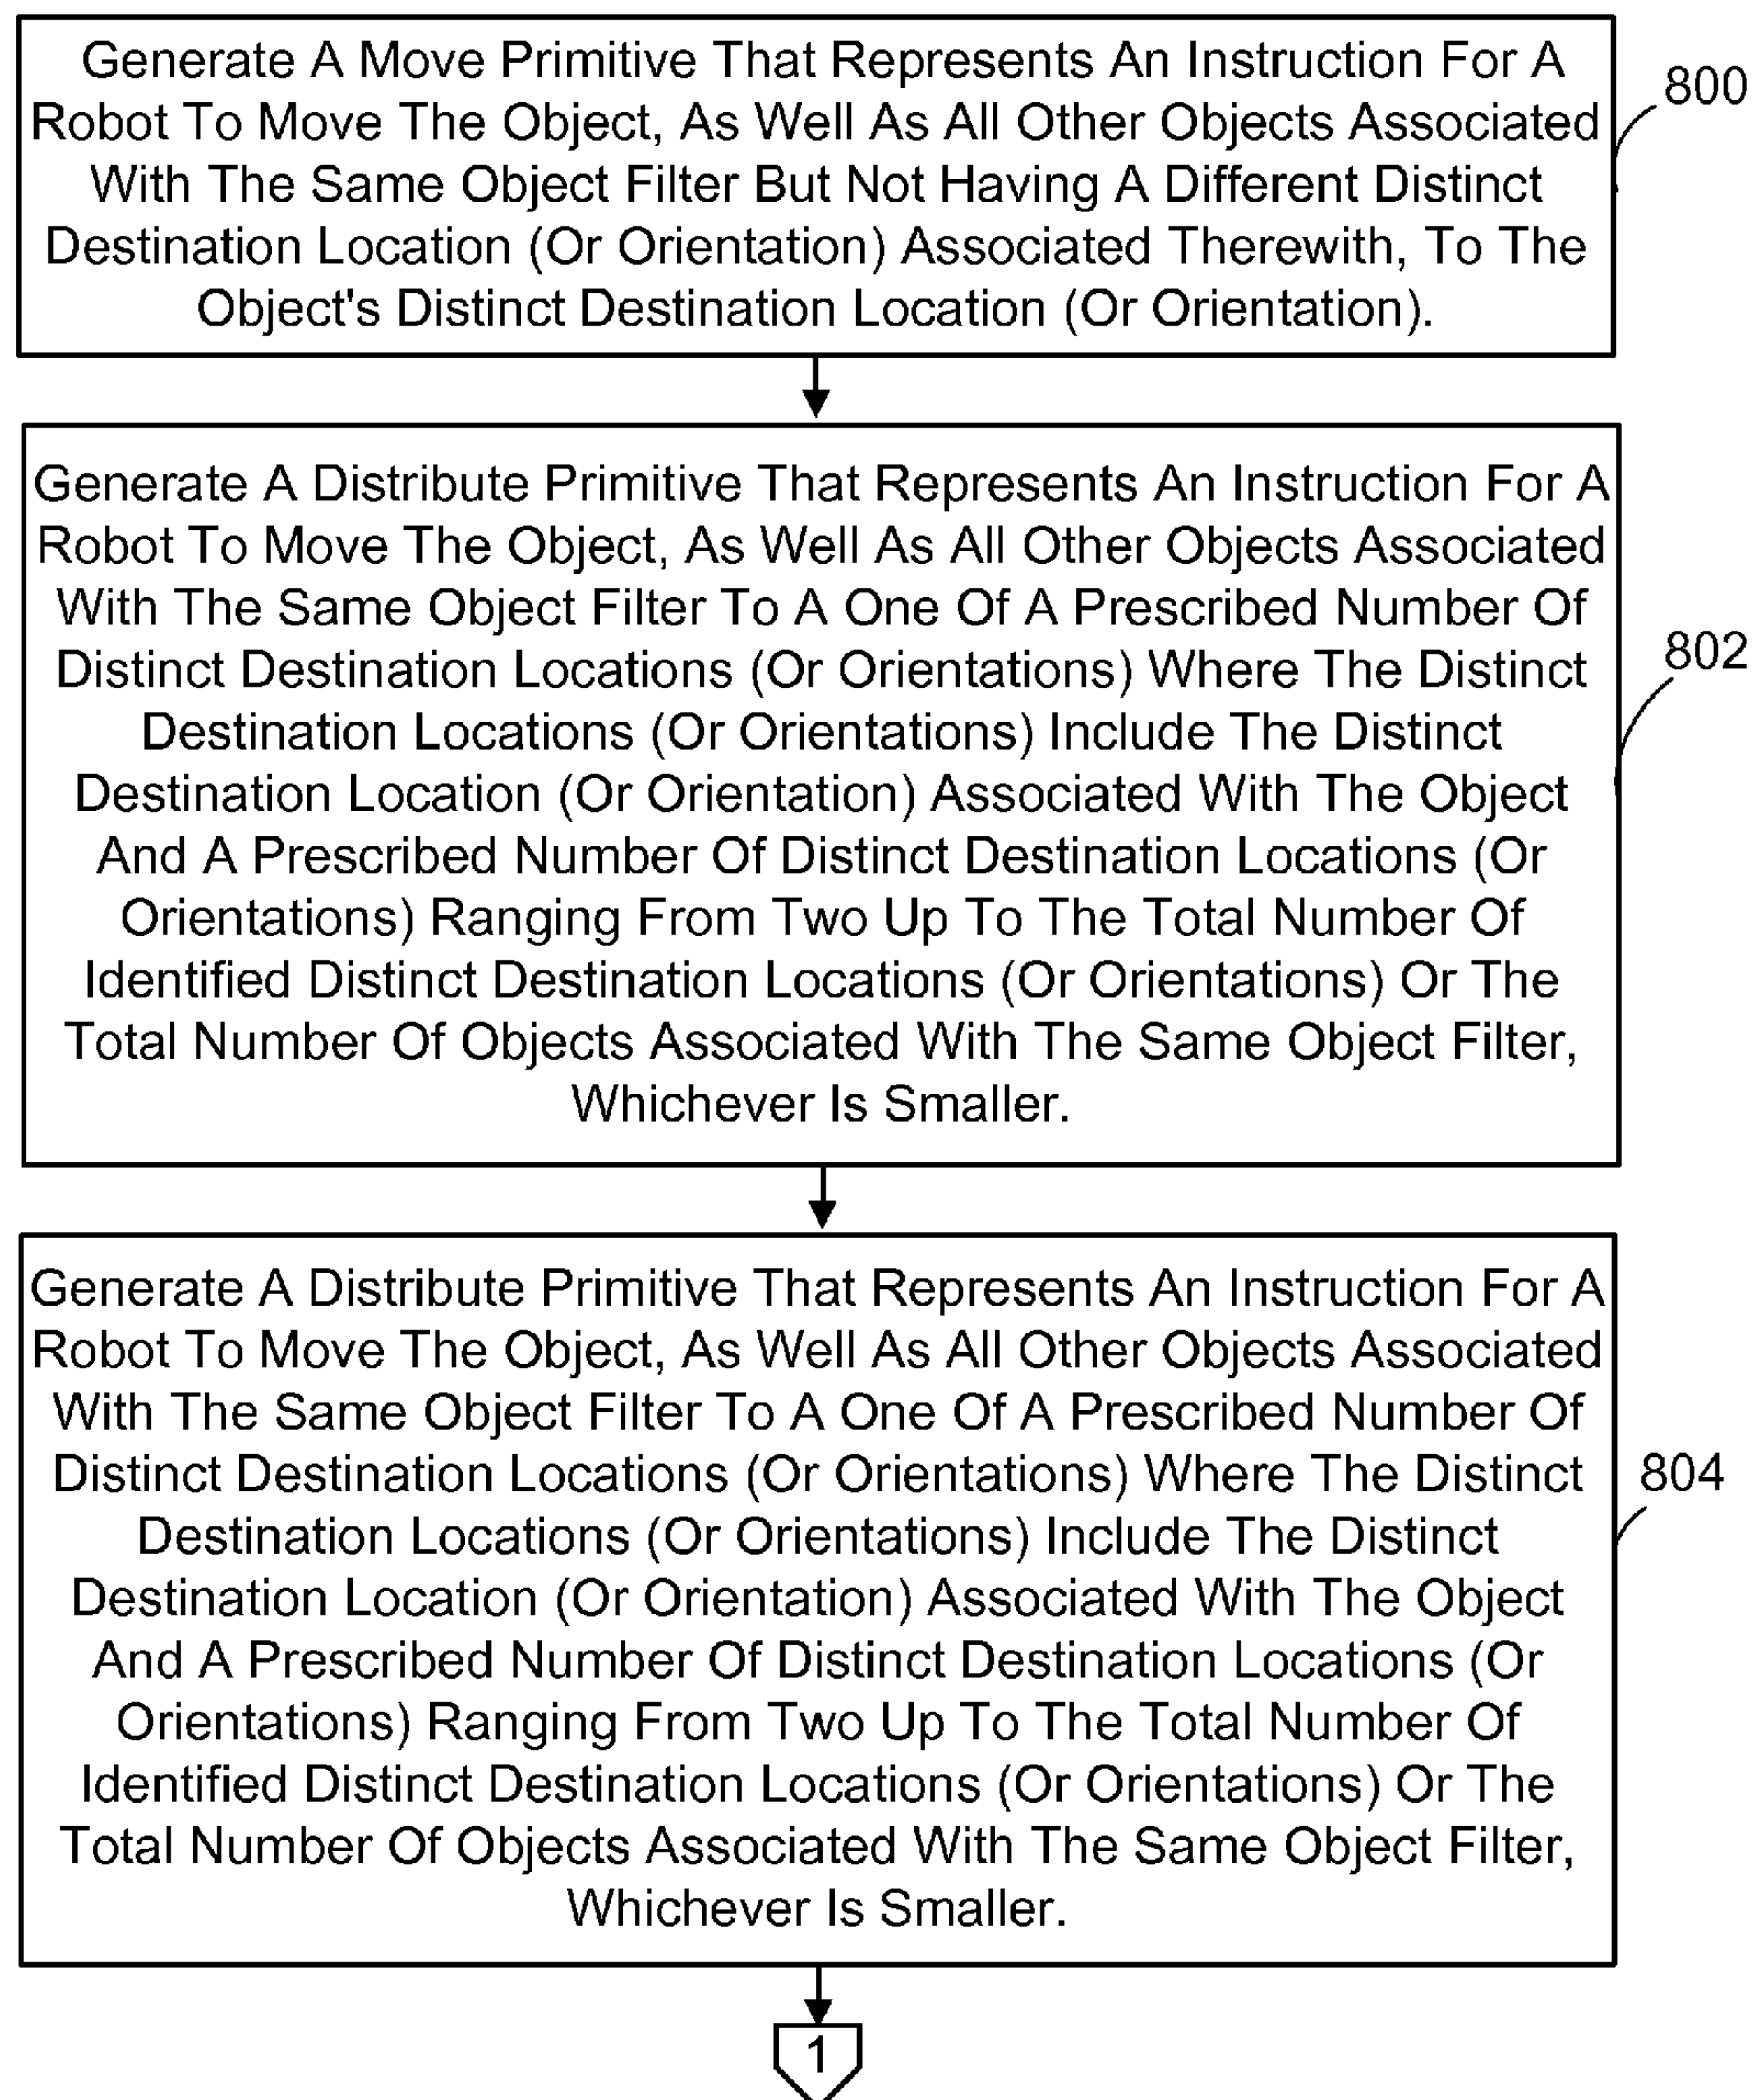 Generate A Move Primitive That Represents An Instruction For A
Robot To Move The Object, As Well As All Other Objects Associated
With The Same Object Filter But Not Having A Different Distinct
Destination Location (Or Orientation) Associated Therewith, To The
Object's Distinct Destination Location (Or Orientation).
800
Generate A Distribute Primitive That Represents An Instruction For A
Robot To Move The Object, As Well As All Other Objects Associated
With The Same Object Filter To A One Of A Prescribed Number Of
Distinct Destination Locations (Or Orientations) Where The Distinct
Destination Locations (Or Orientations) Include The Distinct
Destination Location (Or Orientation) Associated With The Object
And A Prescribed Number Of Distinct Destination Locations (Or
Orientations) Ranging From Two Up To The Total Number Of
Identified Distinct Destination Locations (Or Orientations) Or The
Total Number Of Objects Associated With The Same Object Filter,
Whichever Is Smaller.
802
Generate A Distribute Primitive That Represents An Instruction For A
Robot To Move The Object, As Well As All Other Objects Associated
With The Same Object Filter To A One Of A Prescribed Number Of
Distinct Destination Locations (Or Orientations) Where The Distinct
Destination Locations (Or Orientations) Include The Distinct
Destination Location (Or Orientation) Associated With The Object
And A Prescribed Number Of Distinct Destination Locations (Or
Orientations) Ranging From Two Up To The Total Number Of
Identified Distinct Destination Locations (Or Orientations) Or The
Total Number Of Objects Associated With The Same Object Filter,
Whichever Is Smaller.
804
1